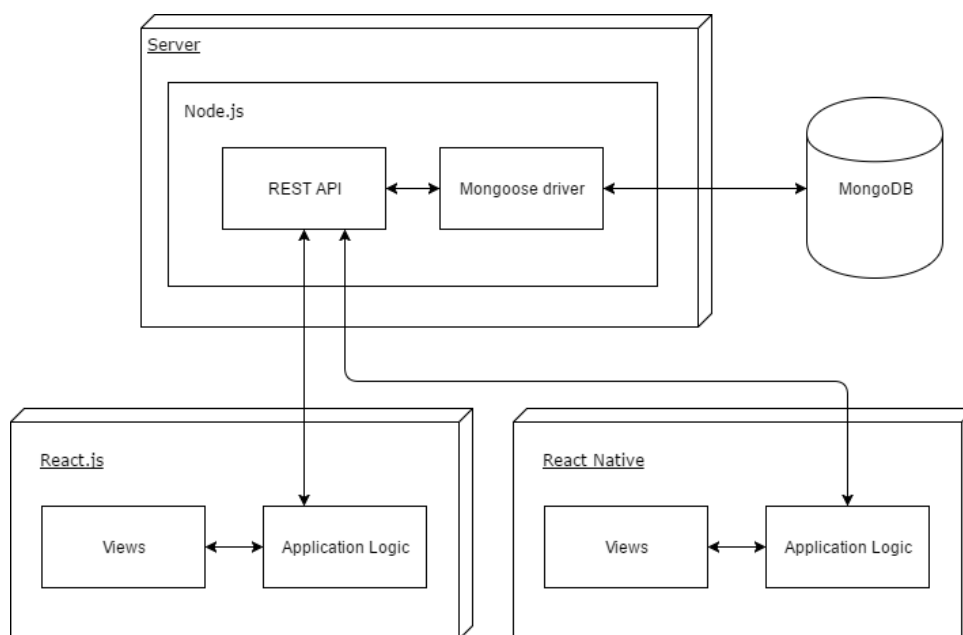 Server
Node.js
REST API
Mongoose driver
MongoDB
React.js
Views
Application Logic
React Native
Views
Application Logic